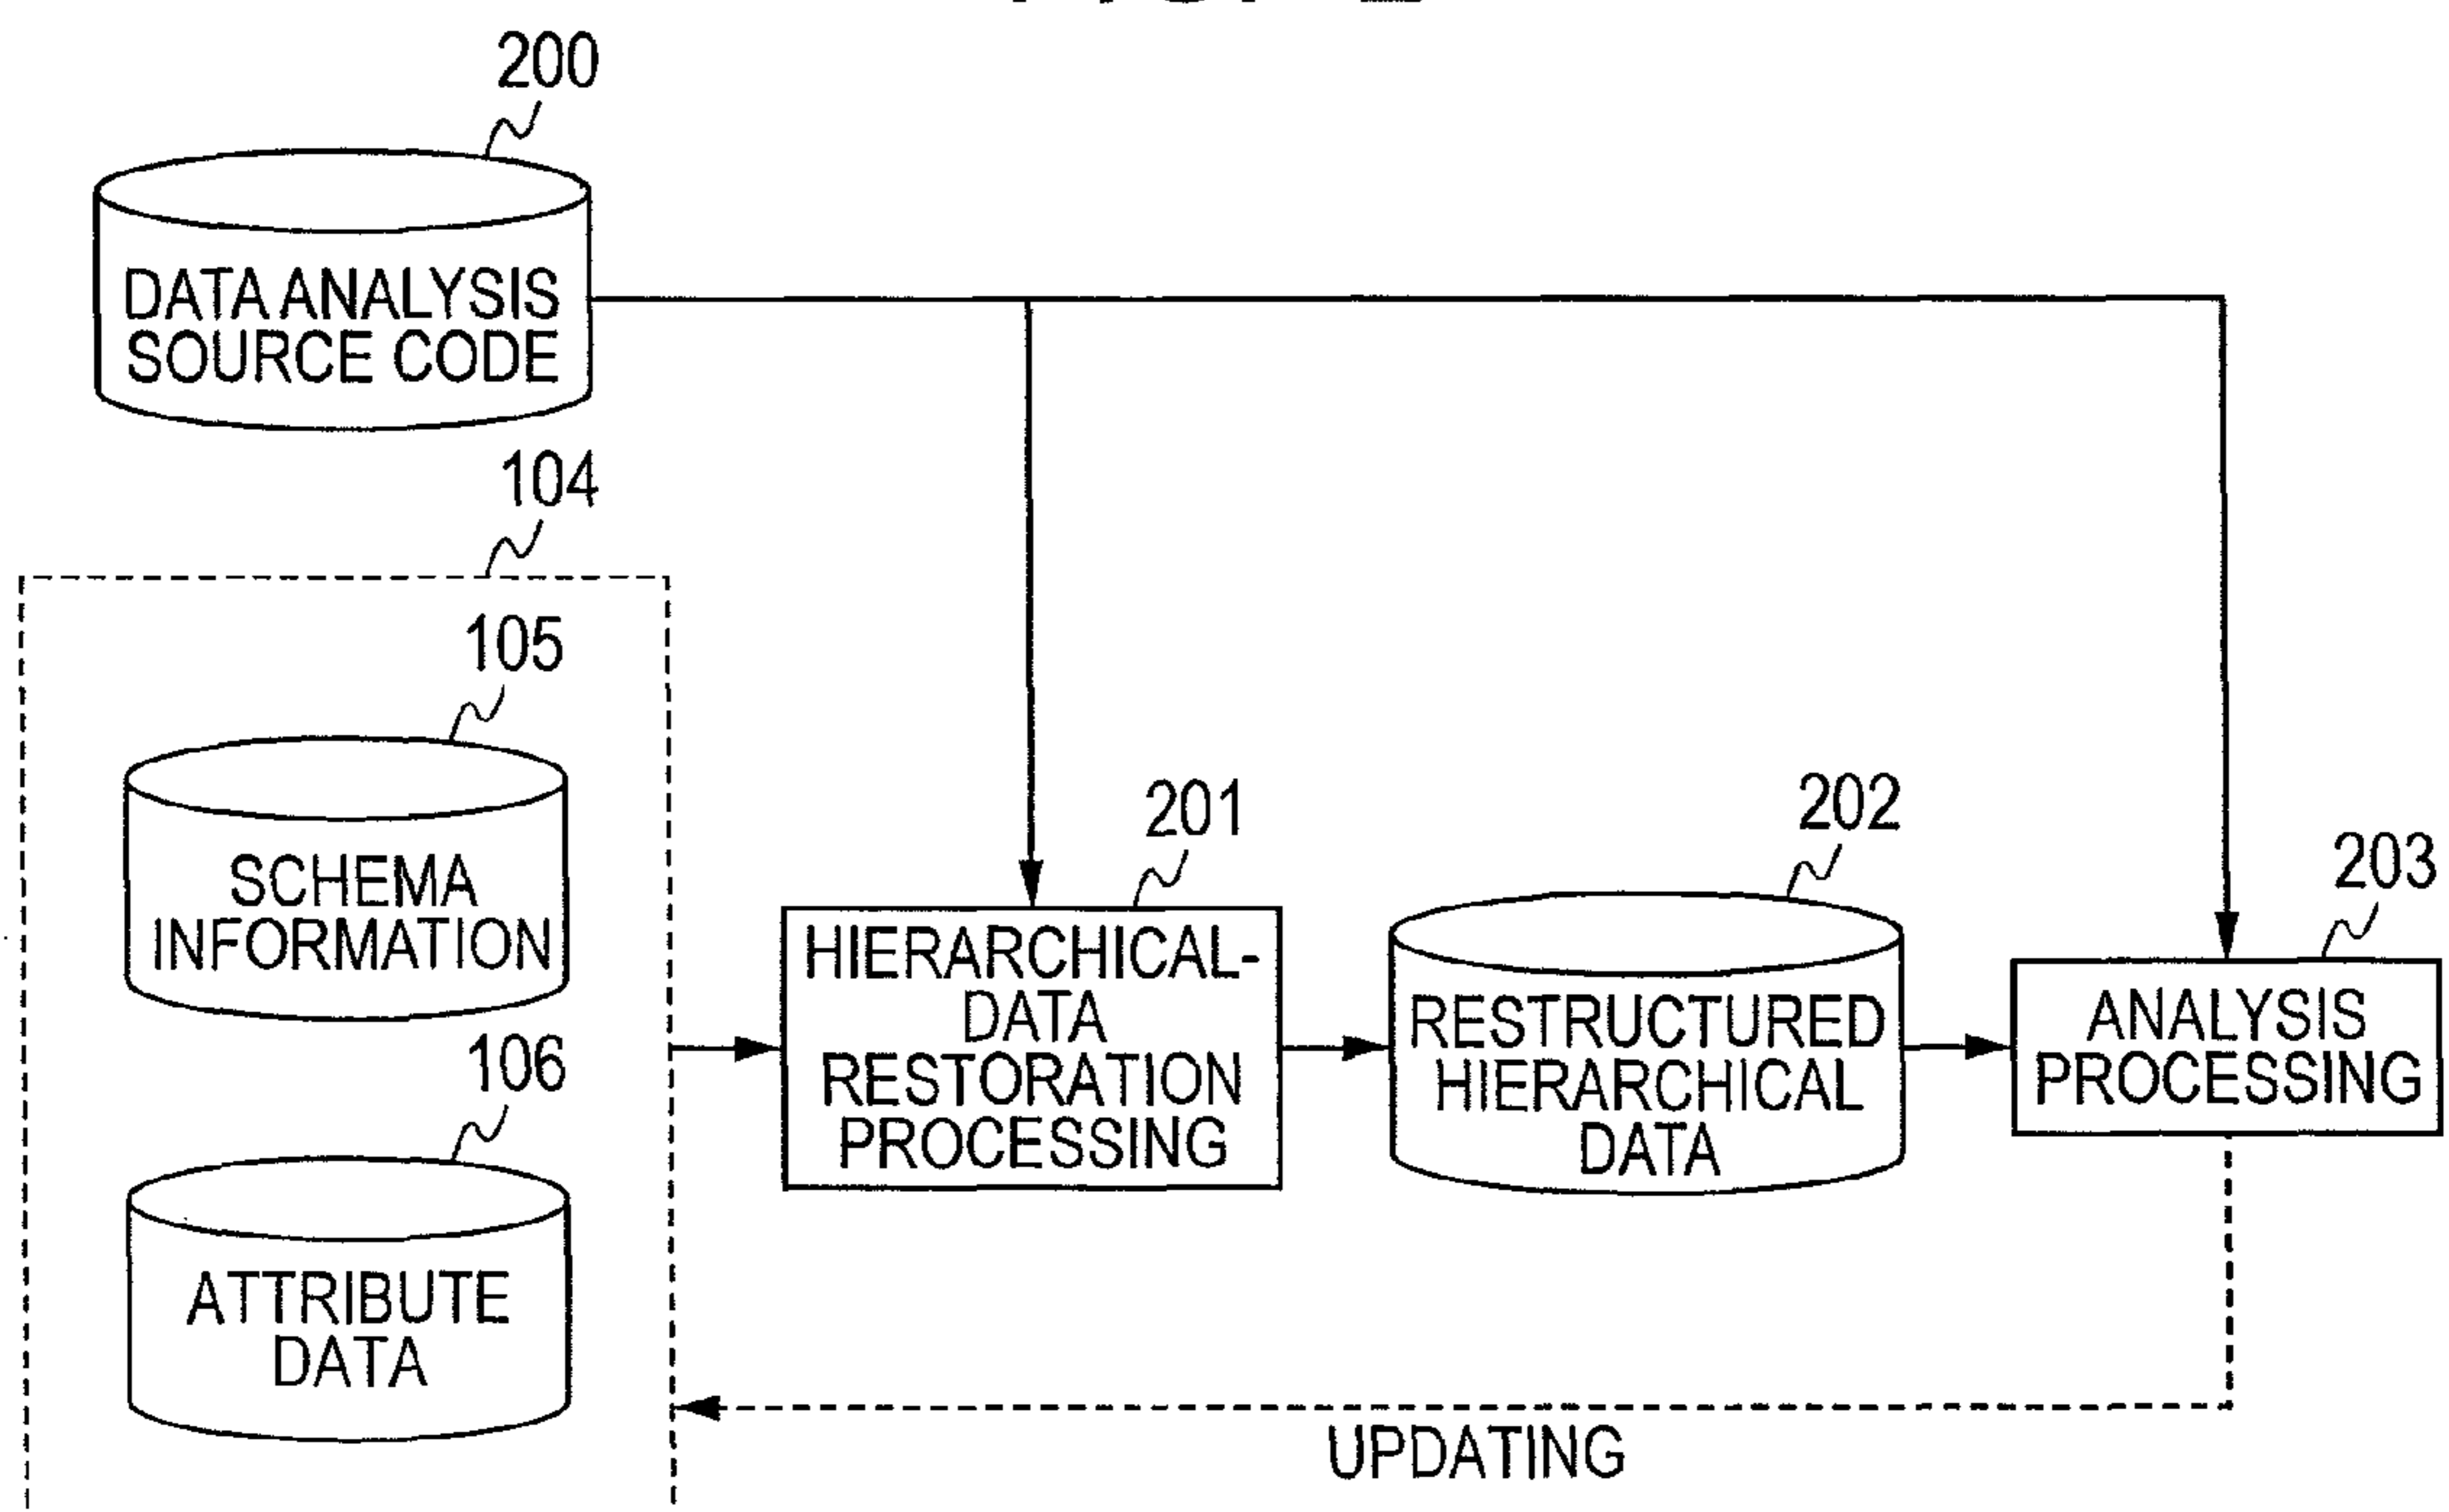 200
DATA ANALYSIS
SOURCE CODE
104
105
SCHEMA
INFORMATION
106
ATTRIBUTE
DATA
201
HIERARCHICAL-
DATA
RESTORATION
PROCESSING
202
RESTRUCTURED
HIERARCHICAL
DATA
203
ANALYSIS
PROCESSING
UPDATING